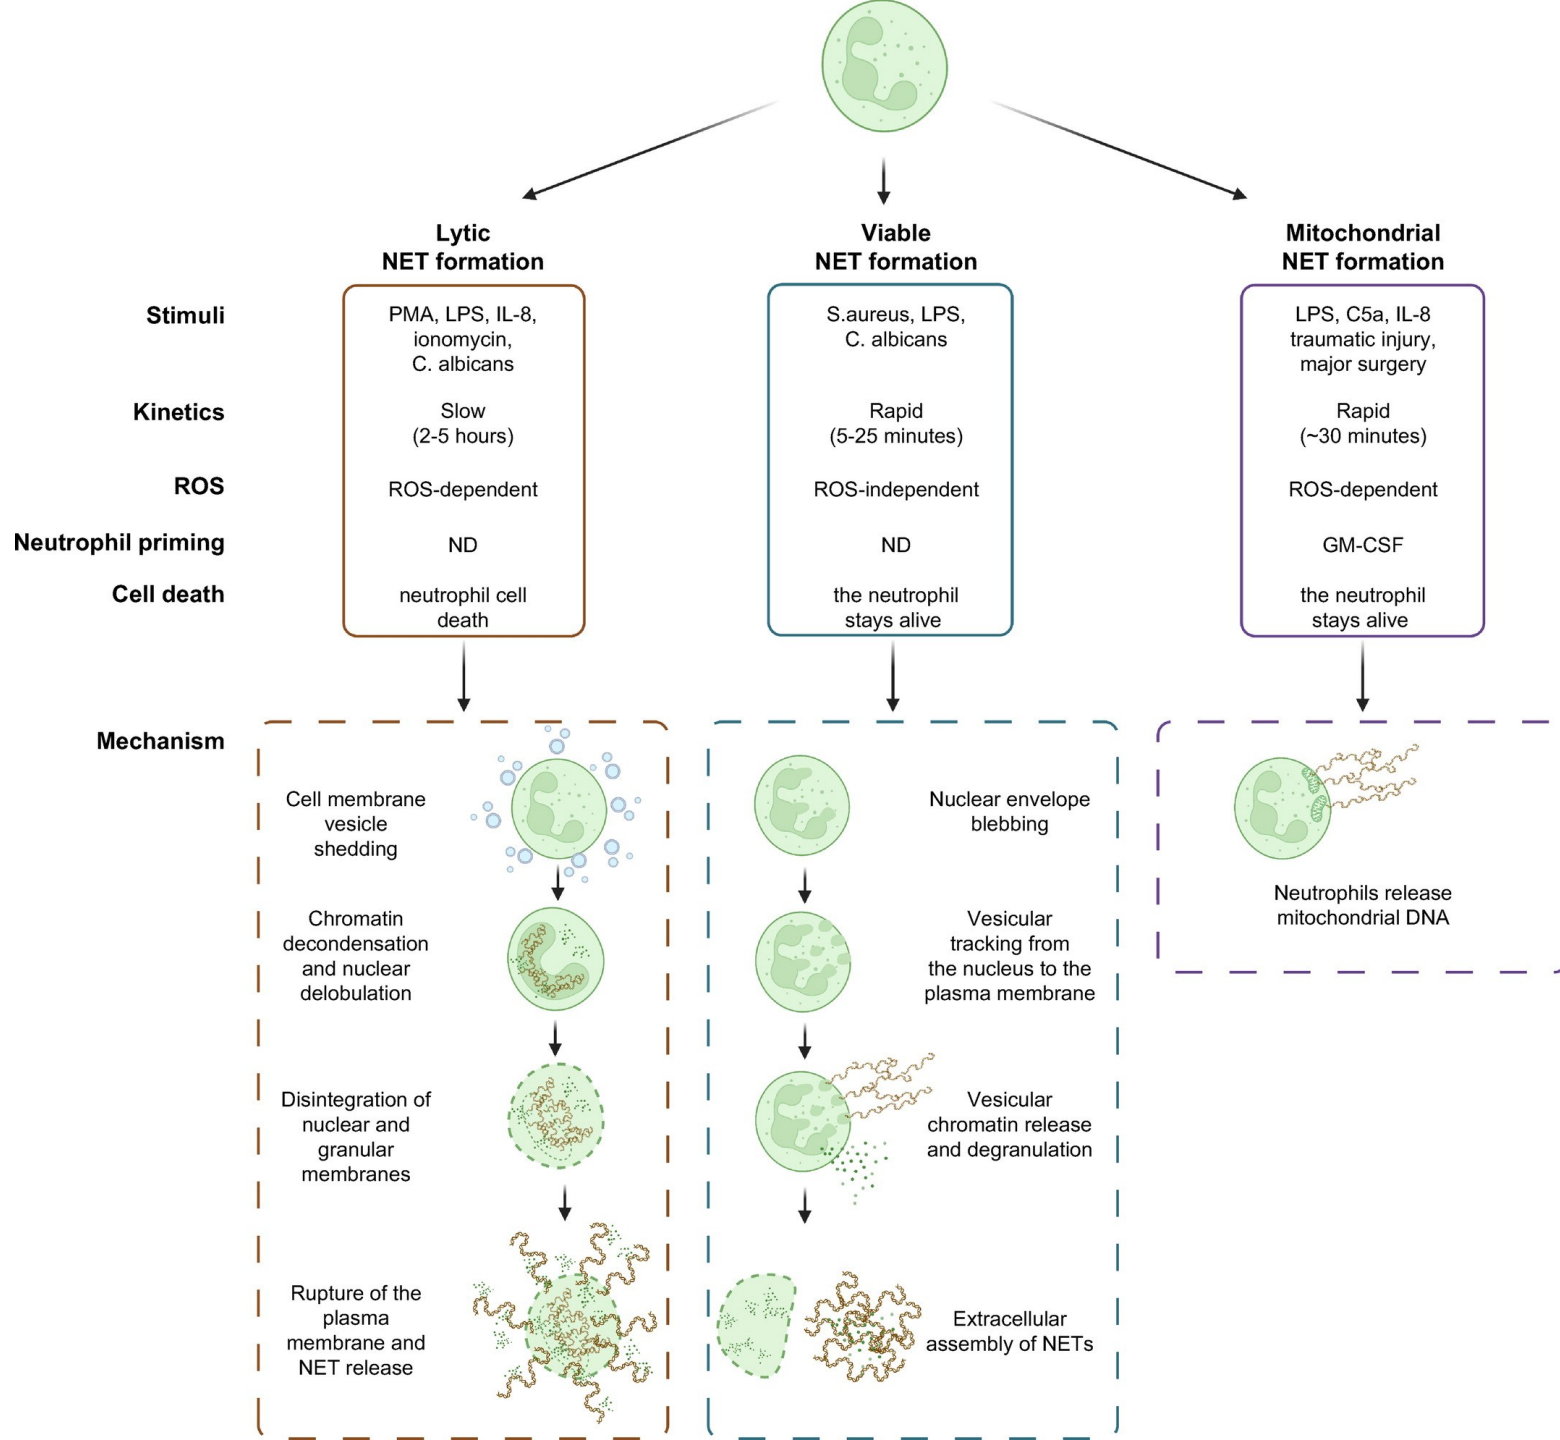 Lytic
NET formation
Viable
NET formation
Mitochondrial
NET formation
Stimuli
PMA, LPS, IL-8,
ionomycin,
C. albicans
S.aureus, LPS,
C. albicans
LPS, C5a, IL-8
traumatic injury,
major surgery
Kinetics
Slow
(2-5 hours)
Rapid
(5-25 minutes)
Rapid
(~30 minutes)
ROS
ROS-dependent
ROS-independent
ROS-dependent
Neutrophil priming
ND
ND
GM-CSF
Cell death
neutrophil cell
death
the neutrophil
stays alive
the neutrophil
stays alive
Mechanism
Cell membrane
vesicle
shedding
Chromatin
decondensation
and nuclear
delobulation
Disintegration of
nuclear and
granular
membranes
Rupture of the
plasma
membrane and
NET release
Nuclear envelope
blebbing
Vesicular
tracking from
the nucleus to the
plasma membrane
Vesicular
chromatin release
and degranulation
Extracellular
assembly of NETs
Neutrophils release
mitochondrial DNA